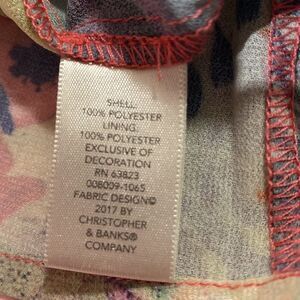 SHELL
100% POLYESTER
LINING
100% POLYESTER
EXCLUSIVE OF
DECORATION
RN 63823
008009-1065
FABRIC DESIGN©
2017 BY
CHRISTOPHER
& BANKS®
COMPANY